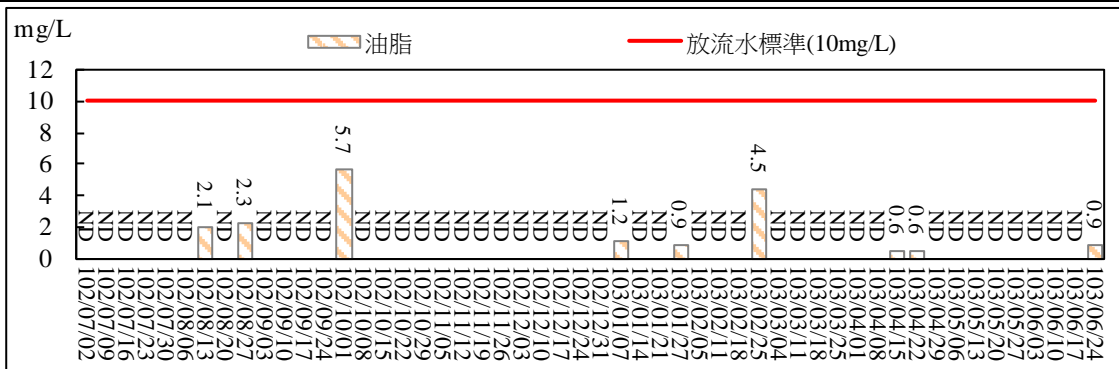 mg/L
油脂
放流水標準(10mg/L)
12
10
8
6
4
2
0
ND
ND
ND
ND
ND
ND
2.1
ND
2.3
ND
ND
ND
ND
5.7
ND
ND
ND
ND
ND
ND
ND
ND
ND
ND
ND
ND
ND
1.2
ND
ND
0.9
ND
ND
ND
4.5
ND
ND
ND
ND
ND
ND
0.6
0.6
ND
ND
ND
ND
ND
ND
ND
ND
0.9
102/07/02
102/07/09
102/07/16
102/07/23
102/07/30
102/08/06
102/08/13
102/08/20
102/08/27
102/09/03
102/09/10
102/09/17
102/09/24
102/10/01
102/10/08
102/10/15
102/10/22
102/10/29
102/11/05
102/11/12
102/11/19
102/11/26
102/12/03
102/12/10
102/12/17
102/12/24
102/12/31
103/01/07
103/01/14
103/01/21
103/01/27
103/02/05
103/02/11
103/02/18
103/02/25
103/03/04
103/03/11
103/03/18
103/03/25
103/04/01
103/04/08
103/04/15
103/04/22
103/04/29
103/05/06
103/05/13
103/05/20
103/05/27
103/06/03
103/06/10
103/06/17
103/06/24